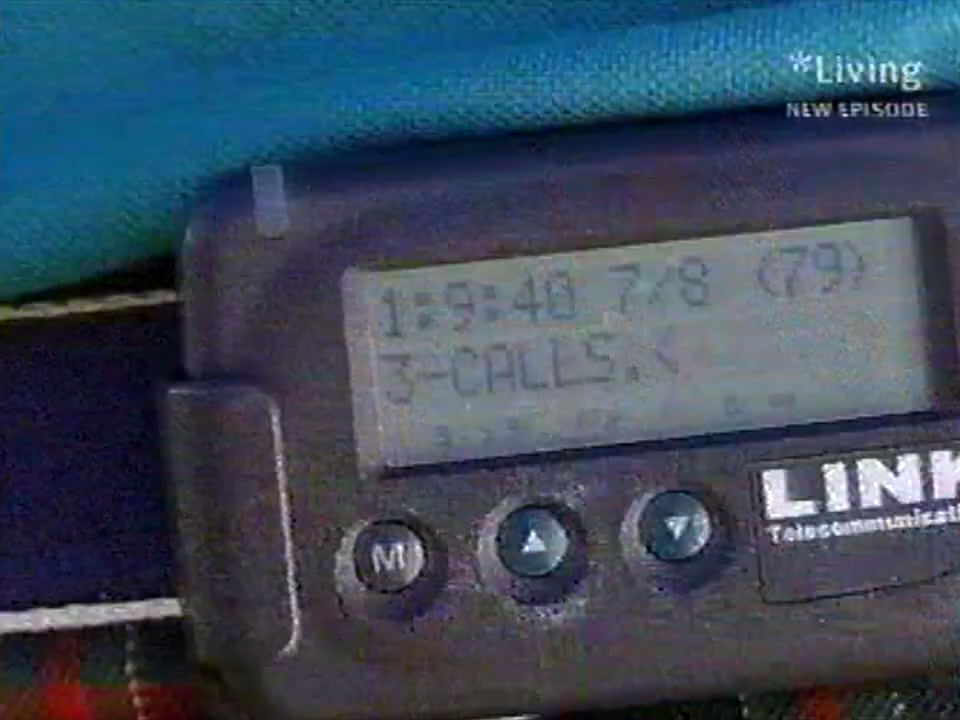 *Living
NEW EPISODE
1:9:40 7/8 (79)
3-CALLS.<
M
LINK